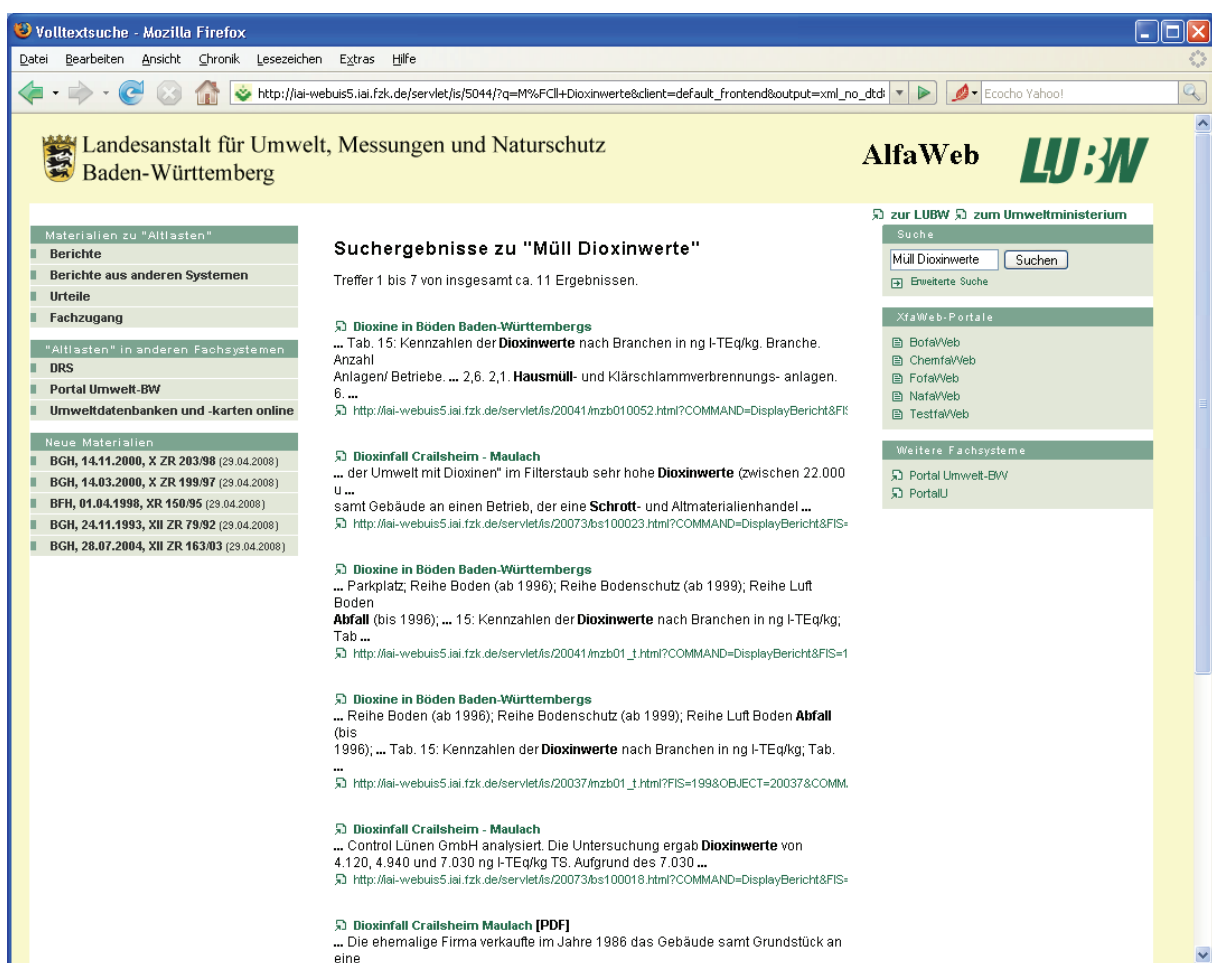 Volltextsuche - Mozilla Firefox
Datei Bearbeiten Ansicht Chronik Lesezeichen Extras Hilfe
http://iai-webuis5.iai.fzk.de/servlet/is/5044/?q=M%FCll+Dioxinwerte&client=default_frontend&output=xml_no_dtd
Ecocho Yahoo!
Landesanstalt für Umwelt, Messungen und Naturschutz
Baden-Württemberg
AlfaWeb
LUBW
zur LUBW zum Umweltministerium
Materialien zu "Altlasten"
Berichte
Berichte aus anderen Systemen
Urteile
Fachzugang
"Altlasten" in anderen Fachsystemen
DRS
Portal Umwelt-BW
Umweltdatenbanken und -karten online
Neue Materialien
BGH, 14.11.2000, X ZR 203/98 (29.04.2008)
BGH, 14.03.2000, X ZR 199/97 (29.04.2008)
BFH, 01.04.1998, XR 150/95 (29.04.2008)
BGH, 24.11.1993, XII ZR 79/92 (29.04.2008)
BGH, 28.07.2004, XII ZR 163/03 (29.04.2008)
Suchergebnisse zu "Müll Dioxinwerte"
Treffer 1 bis 7 von insgesamt ca. 11 Ergebnissen.
Dioxine in Böden Baden-Württembergs
... Tab. 15: Kennzahlen der Dioxinwerte nach Branchen in ng I-TEq/kg. Branche.
Anzahl
Anlagen/ Betriebe. ... 2,6. 2,1. Hausmüll- und Klärschlammverbrennungs- anlagen.
6. ...
http://iai-webuis5.iai.fzk.de/servlet/is/20041/mzb010052.html?COMMAND=DisplayBericht&FIS
Dioxinfall Crailsheim - Maulach
... der Umwelt mit Dioxinen" im Filterstaub sehr hohe Dioxinwerte (zwischen 22.000
u ...
samt Gebäude an einen Betrieb, der eine Schrott- und Altmaterialienhandel ...
http://iai-webuis5.iai.fzk.de/servlet/is/20073/bs100023.html?COMMAND=DisplayBericht&FIS=
Dioxine in Böden Baden-Württembergs
... Parkplatz; Reihe Boden (ab 1996); Reihe Bodenschutz (ab 1999); Reihe Luft
Boden
Abfall (bis 1996); ... 15: Kennzahlen der Dioxinwerte nach Branchen in ng I-TEq/kg;
Tab ...
http://iai-webuis5.iai.fzk.de/servlet/is/20041/mzb01_t.html?COMMAND=DisplayBericht&FIS=1
Dioxine in Böden Baden-Württembergs
... Reihe Boden (ab 1996); Reihe Bodenschutz (ab 1999); Reihe Luft Boden Abfall
(bis
1996); ... Tab. 15: Kennzahlen der Dioxinwerte nach Branchen in ng I-TEq/kg; Tab.
...
http://iai-webuis5.iai.fzk.de/servlet/is/20037/mzb01_t.html?FIS=199&OBJECT=20037&COMM
Dioxinfall Crailsheim - Maulach
... Control Lünen GmbH analysiert. Die Untersuchung ergab Dioxinwerte von
4.120, 4.940 und 7.030 ng I-TEq/kg TS. Aufgrund des 7.030 ...
http://iai-webuis5.iai.fzk.de/servlet/is/20073/bs100018.html?COMMAND=DisplayBericht&FIS=
Dioxinfall Crailsheim Maulach [PDF]
... Die ehemalige Firma verkaufte im Jahre 1986 das Gebäude samt Grundstück an
eine
Suche
Müll Dioxinwerte Suchen
Erweiterte Suche
XfaWeb-Portale
BofaWeb
ChemfaWeb
FofaWeb
NafaWeb
TestfaWeb
Weitere Fachsysteme
Portal Umwelt-BW
PortalU